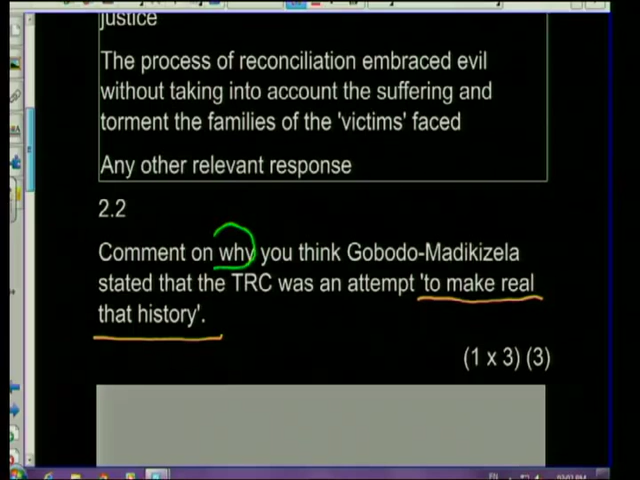 justice
The process of reconciliation embraced evil
without taking into account the suffering and
torment the families of the 'victims' faced
Any other relevant response
2.2
Comment on why you think Gobodo-Madikizela
stated that the TRC was an attempt 'to make real
that history'.
(1 x 3) (3)